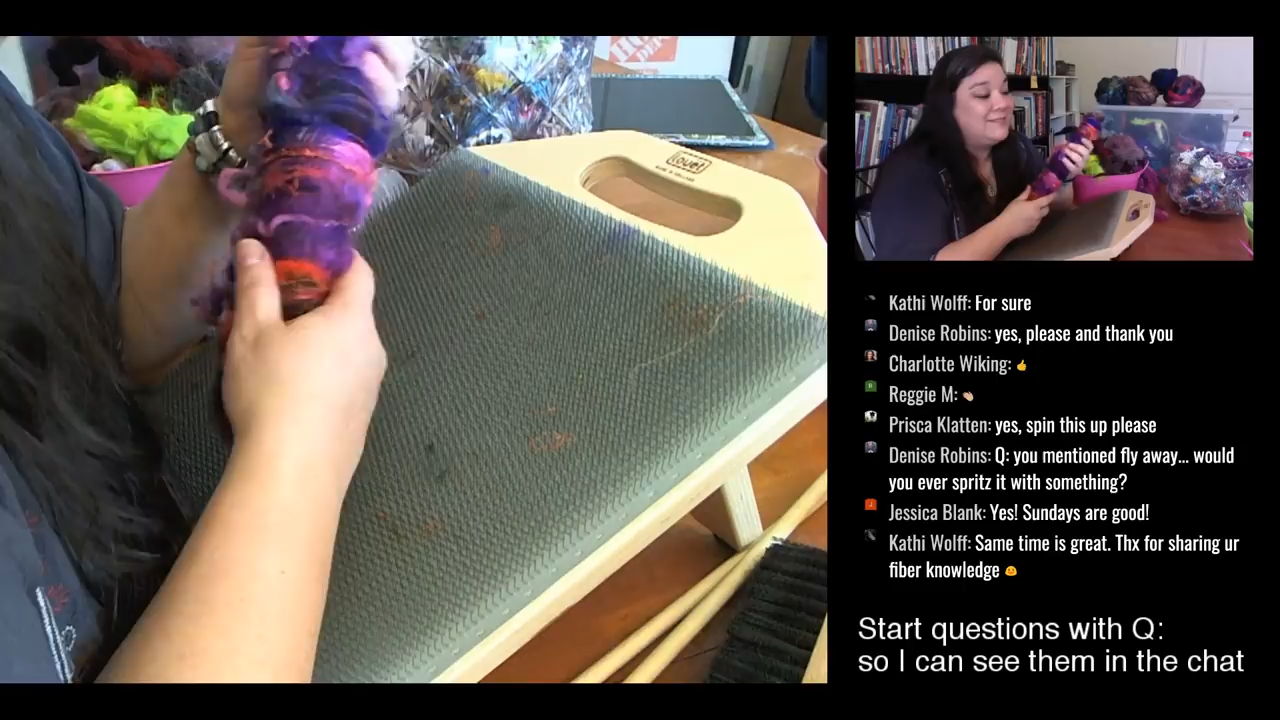 louet
Kathi Wolff: For sure
Denise Robins: yes, please and thank you
Charlotte Wiking: 👍
Reggie M: 👏
Prisca Klatten: yes, spin this up please
Denise Robins: Q: you mentioned fly away... would
you ever spritz it with something?
Jessica Blank: Yes! Sundays are good!
Kathi Wolff: Same time is great. Thx for sharing ur
fiber knowledge 🤗
Start questions with Q:
so I can see them in the chat